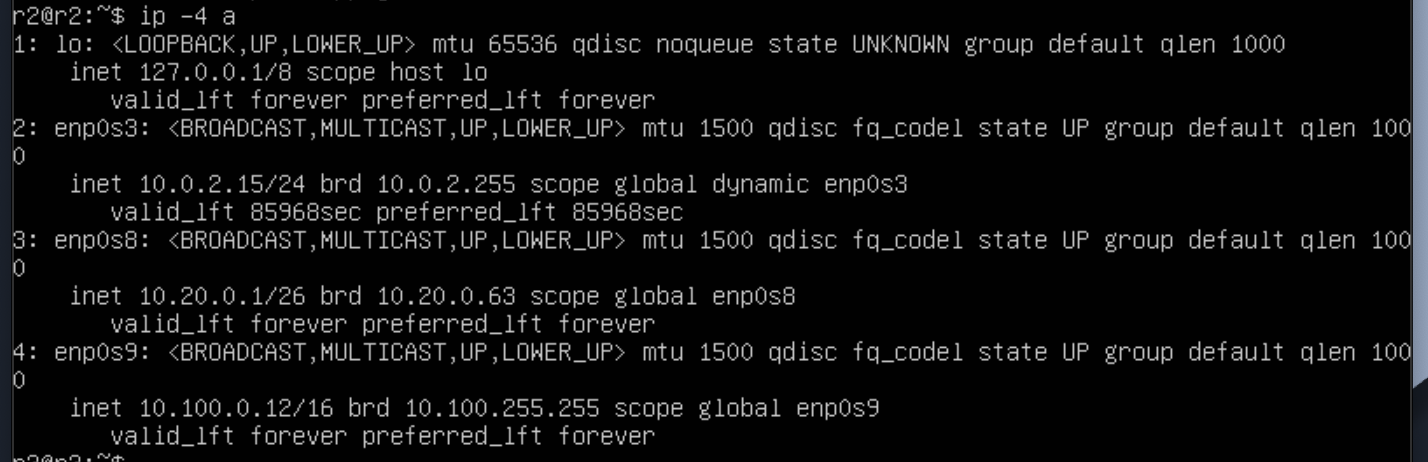 r2@r2:~$ ip -4 a
1: lo: <LOOPBACK,UP,LOWER_UP> mtu 65536 qdisc noqueue state UNKNOWN group default qlen 1000
    inet 127.0.0.1/8 scope host lo
       valid_lft forever preferred_lft forever
2: enp0s3: <BROADCAST,MULTICAST,UP,LOWER_UP> mtu 1500 qdisc fq_codel state UP group default qlen 100
0
    inet 10.0.2.15/24 brd 10.0.2.255 scope global dynamic enp0s3
       valid_lft 85968sec preferred_lft 85968sec
3: enp0s8: <BROADCAST,MULTICAST,UP,LOWER_UP> mtu 1500 qdisc fq_codel state UP group default qlen 100
0
    inet 10.20.0.1/26 brd 10.20.0.63 scope global enp0s8
       valid_lft forever preferred_lft forever
4: enp0s9: <BROADCAST,MULTICAST,UP,LOWER_UP> mtu 1500 qdisc fq_codel state UP group default qlen 100
0
    inet 10.100.0.12/16 brd 10.100.255.255 scope global enp0s9
       valid_lft forever preferred_lft forever
r2@r2:~$